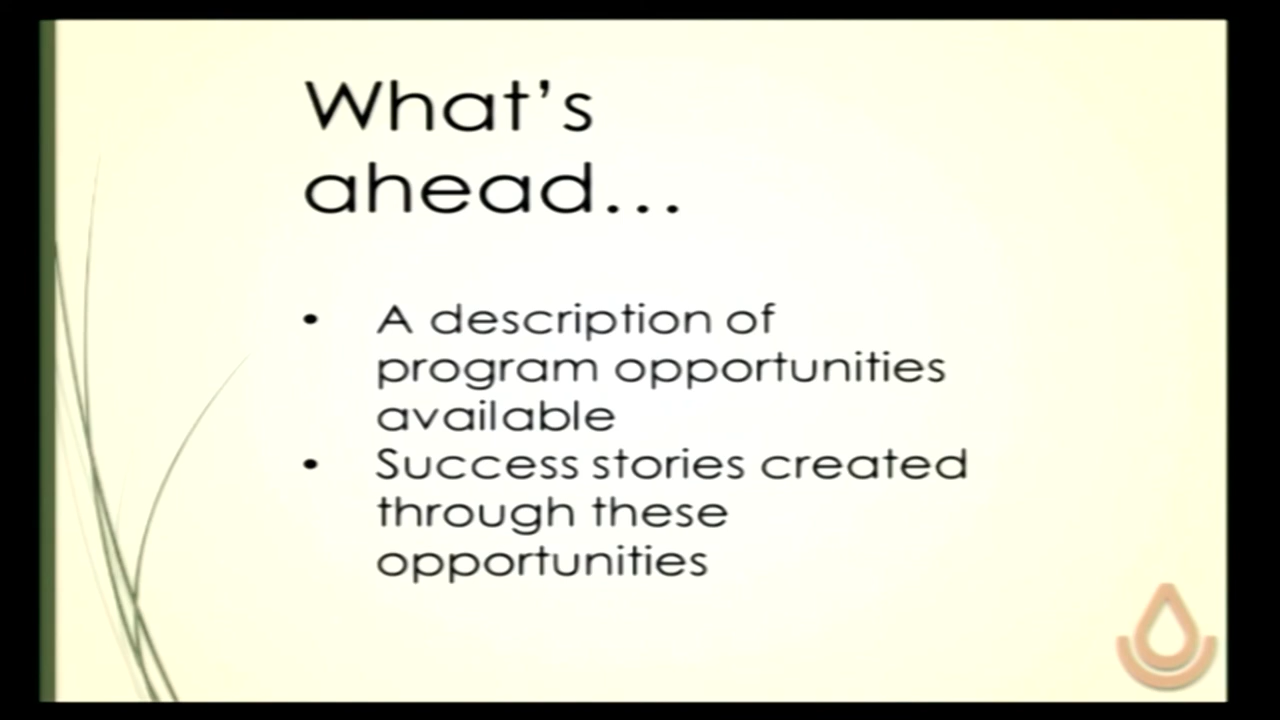 What's
ahead...
• A description of
program opportunities
available
• Success stories created
through these
opportunities